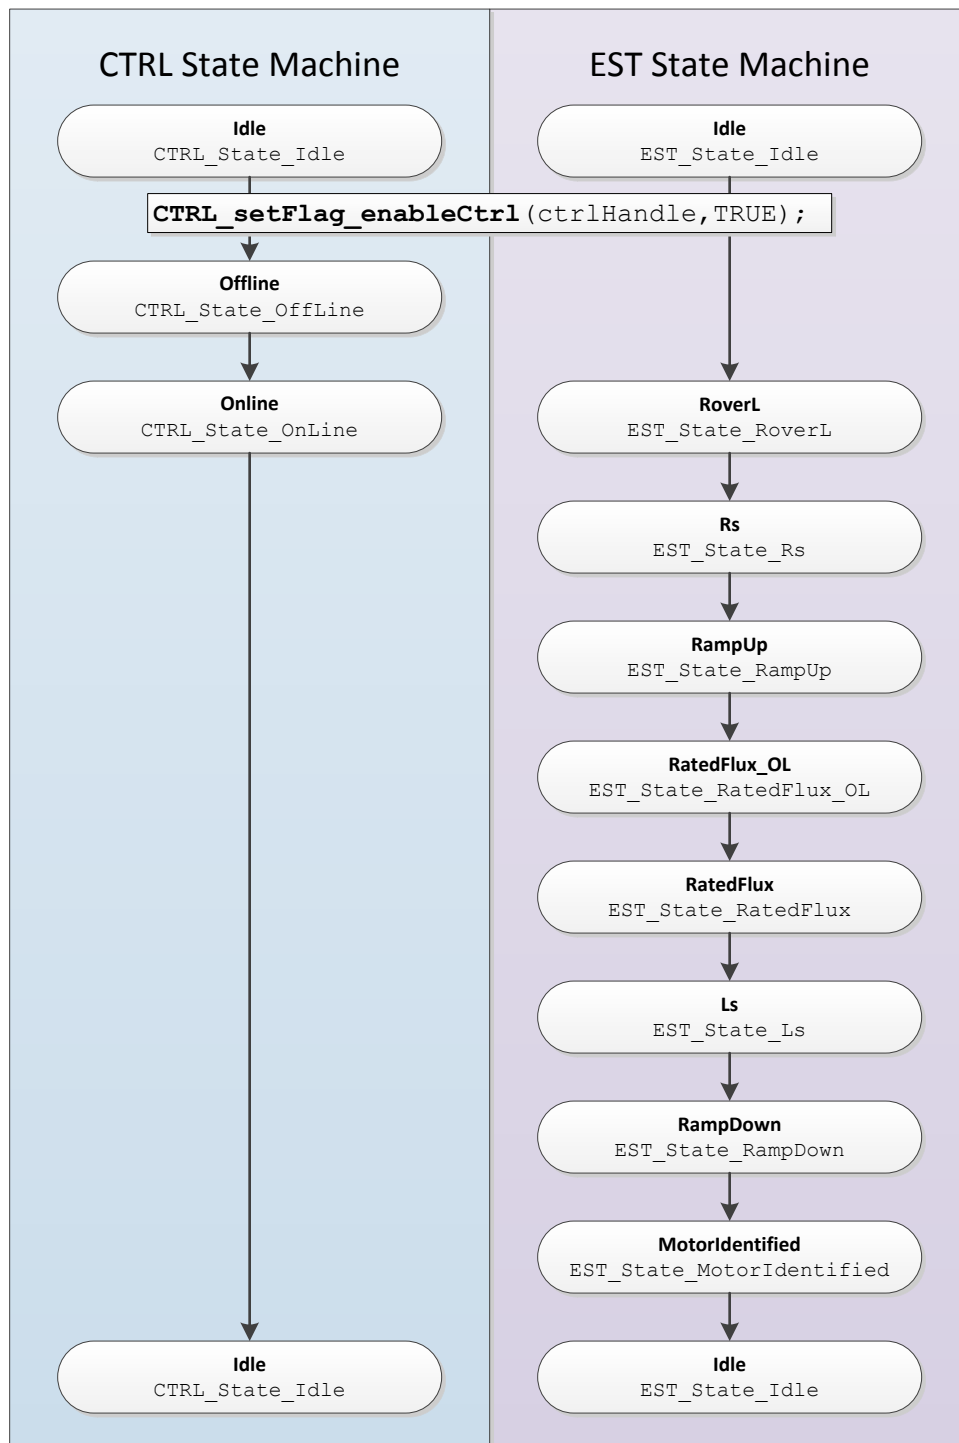 CTRL State Machine
EST State Machine
Idle
CTRL_State_Idle
Idle
EST_State_Idle
CTRL_setFlag_enableCtrl(ctrlHandle,TRUE);
Offline
CTRL_State_OffLine
Online
CTRL_State_OnLine
RoverL
EST_State_RoverL
Rs
EST_State_Rs
RampUp
EST_State_RampUp
RatedFlux_OL
EST_State_RatedFlux_OL
RatedFlux
EST_State_RatedFlux
Ls
EST_State_Ls
RampDown
EST_State_RampDown
MotorIdentified
EST_State_MotorIdentified
Idle
CTRL_State_Idle
Idle
EST_State_Idle